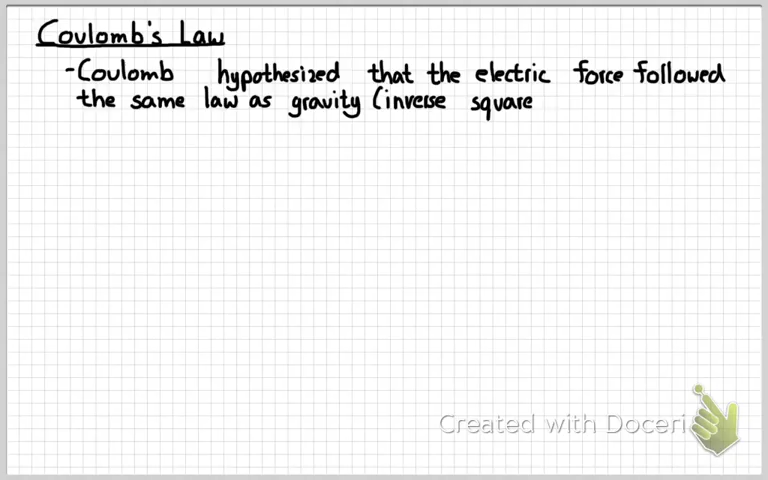 Coulomb's Law
-Coulomb hypothesized that the electric force followed
the same law as gravity (inverse square
Created with Doceri